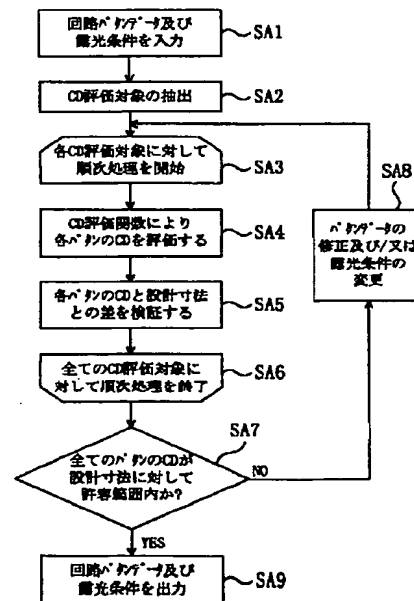 回路ﾊﾟﾀﾝﾃﾞｰﾀ及び
露光条件を入力
SA1
CD評価対象の抽出
SA2
各CD評価対象に対して
順次処理を開始
SA3
CD評価関数により
各ﾊﾟﾀﾝのCDを評価する
SA4
各ﾊﾟﾀﾝのCDと設計寸法
との差を検証する
SA5
全てのCD評価対象に
対して順次処理を終了
SA6
SA7
全てのﾊﾟﾀﾝのCDが
設計寸法に対して
許容範囲内か?
NO
YES
SA8
ﾊﾟﾀﾝﾃﾞｰﾀの
修正及び/又は
露光条件の
変更
回路ﾊﾟﾀﾝﾃﾞｰﾀ及び
露光条件を出力
SA9